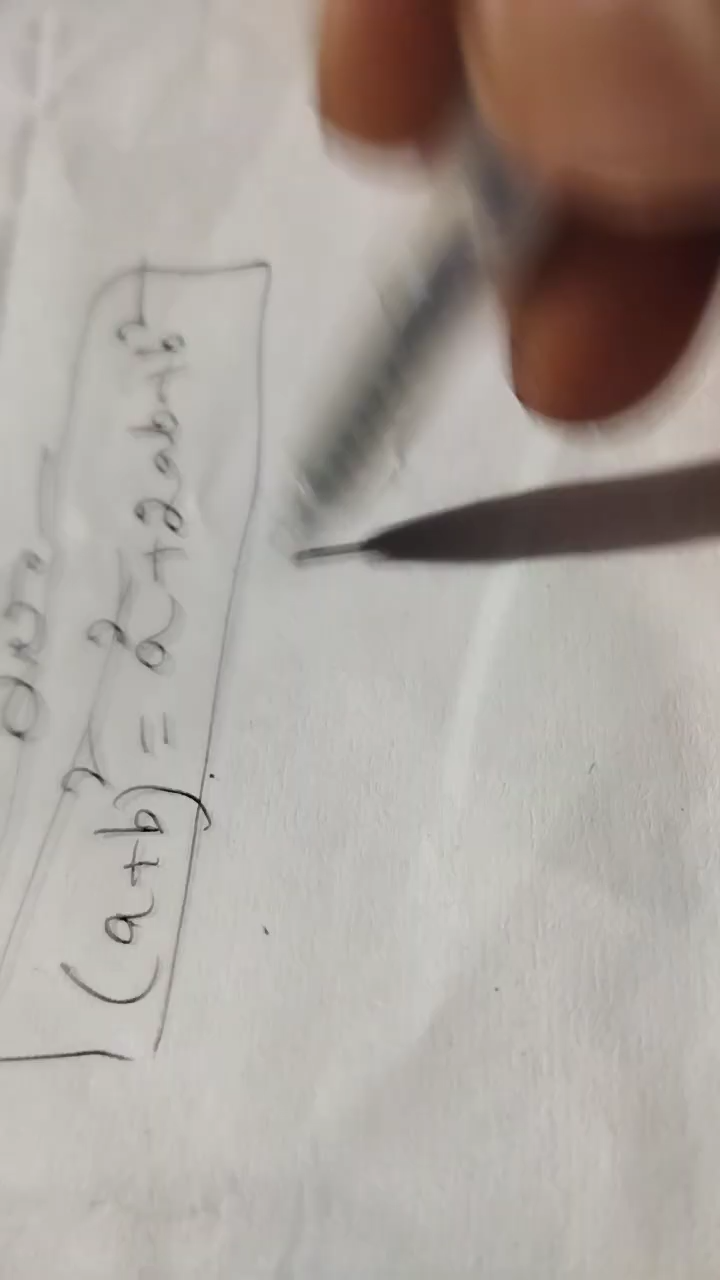 (a+b)² = a²+2ab+b²